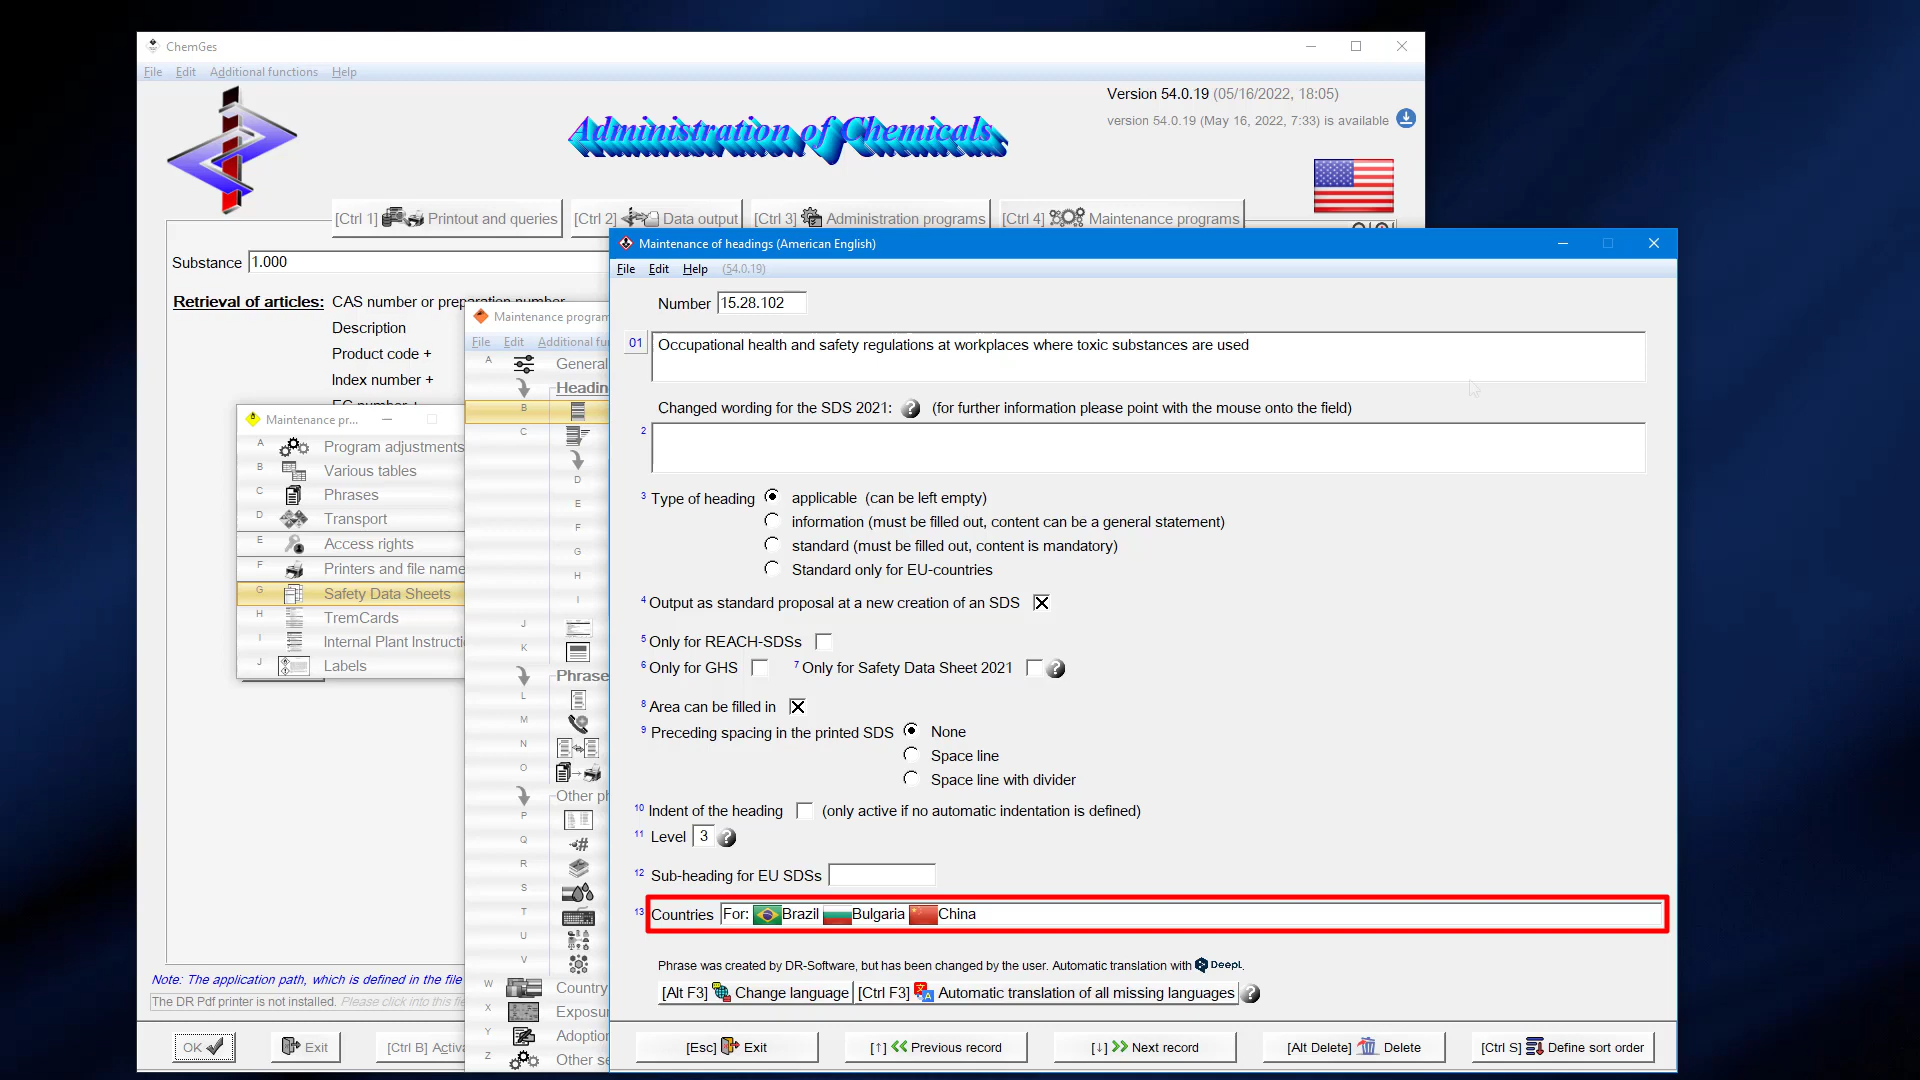 ChemGes
File Edit Additional functions Help
Version 54.0.19 (05/16/2022, 18:05)
version 54.0.19 (May 16, 2022, 7:33) is available
Administration of Chemicals
[Ctrl 1] Printout and queries [Ctrl 2] Data output [Ctrl 3] Administration programs [Ctrl 4] Maintenance programs
Substance 1.000
Retrieval of articles: CAS number or preparation number
Description
Product code +
Index number +
Maintenance pr...
A Program adjustments
B Various tables
C Phrases
D Transport
E Access rights
F Printers and file name
G Safety Data Sheets
H TremCards
I Internal Plant Instructi
J Labels
Note: The application path, which is defined in the file
The DR Pdf printer is not installed. Please click into this fie
OK Exit [Ctrl B] Activa
Maintenance program
File Edit Additional fu
A General
Headin
B
C
D
E
F
G
H
I
J
K
Phrase
L
M
N
O
Other ph
P
Q
R
S
T
U
V
W Country
X Exposur
Y Adoption
Z Other se
Maintenance of headings (American English)
File Edit Help (54.0.19)
Number 15.28.102
01 Occupational health and safety regulations at workplaces where toxic substances are used
Changed wording for the SDS 2021: ? (for further information please point with the mouse onto the field)
2
3 Type of heading applicable (can be left empty)
information (must be filled out, content can be a general statement)
standard (must be filled out, content is mandatory)
Standard only for EU-countries
4 Output as standard proposal at a new creation of an SDS
5 Only for REACH-SDSs
6 Only for GHS 7 Only for Safety Data Sheet 2021 ?
8 Area can be filled in
9 Preceding spacing in the printed SDS None
Space line
Space line with divider
10 Indent of the heading (only active if no automatic indentation is defined)
11 Level 3 ?
12 Sub-heading for EU SDSs
13 Countries For: Brazil Bulgaria China
Phrase was created by DR-Software, but has been changed by the user. Automatic translation with DeepL.
[Alt F3] Change language [Ctrl F3] Automatic translation of all missing languages ?
[Esc] Exit [↑] Previous record [↓] Next record [Alt Delete] Delete [Ctrl S] Define sort order